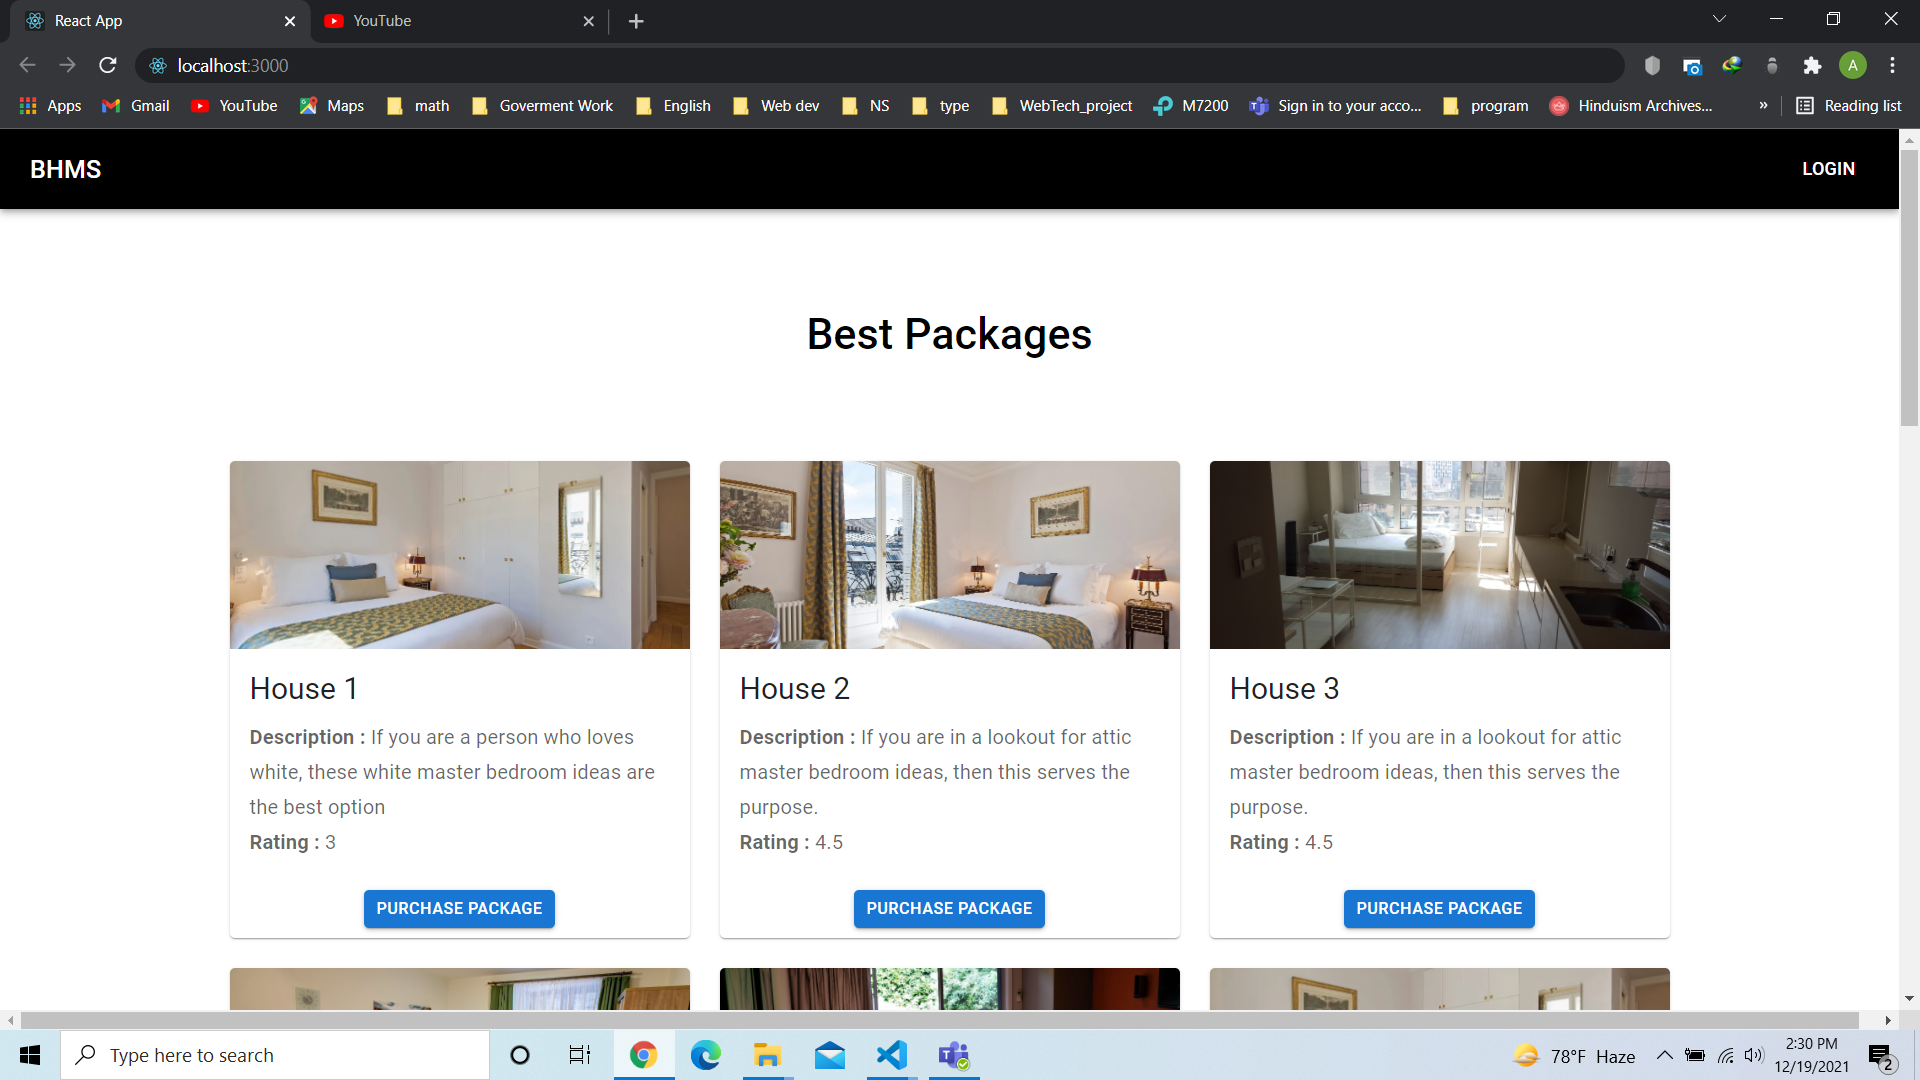 React App
YouTube
localhost:3000
A
Apps
Gmail
YouTube
Maps
math
Goverment Work
English
Web dev
NS
type
WebTech_project
M7200
Sign in to your acco...
program
Hinduism Archives...
»
Reading list
BHMS
LOGIN
Best Packages
House 1
Description : If you are a person who loves
white, these white master bedroom ideas are
the best option
Rating : 3
PURCHASE PACKAGE
House 2
Description : If you are in a lookout for attic
master bedroom ideas, then this serves the
purpose.
Rating : 4.5
PURCHASE PACKAGE
House 3
Description : If you are in a lookout for attic
master bedroom ideas, then this serves the
purpose.
Rating : 4.5
PURCHASE PACKAGE
Type here to search
78°F Haze
2:30 PM
12/19/2021
2